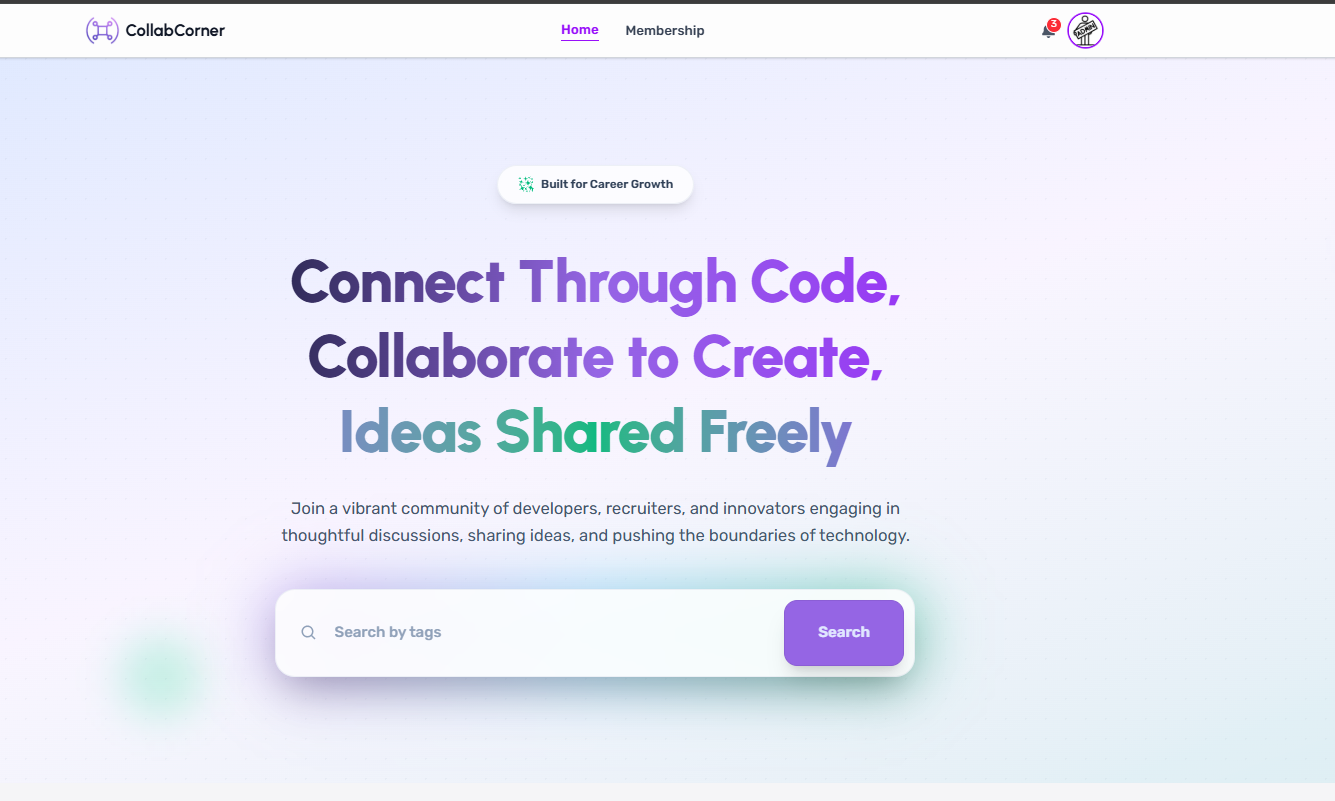 CollabCorner
Home
Membership
3
ADMIN
Built for Career Growth
Connect Through Code,
Collaborate to Create,
Ideas Shared Freely
Join a vibrant community of developers, recruiters, and innovators engaging in
thoughtful discussions, sharing ideas, and pushing the boundaries of technology.
Search by tags
Search